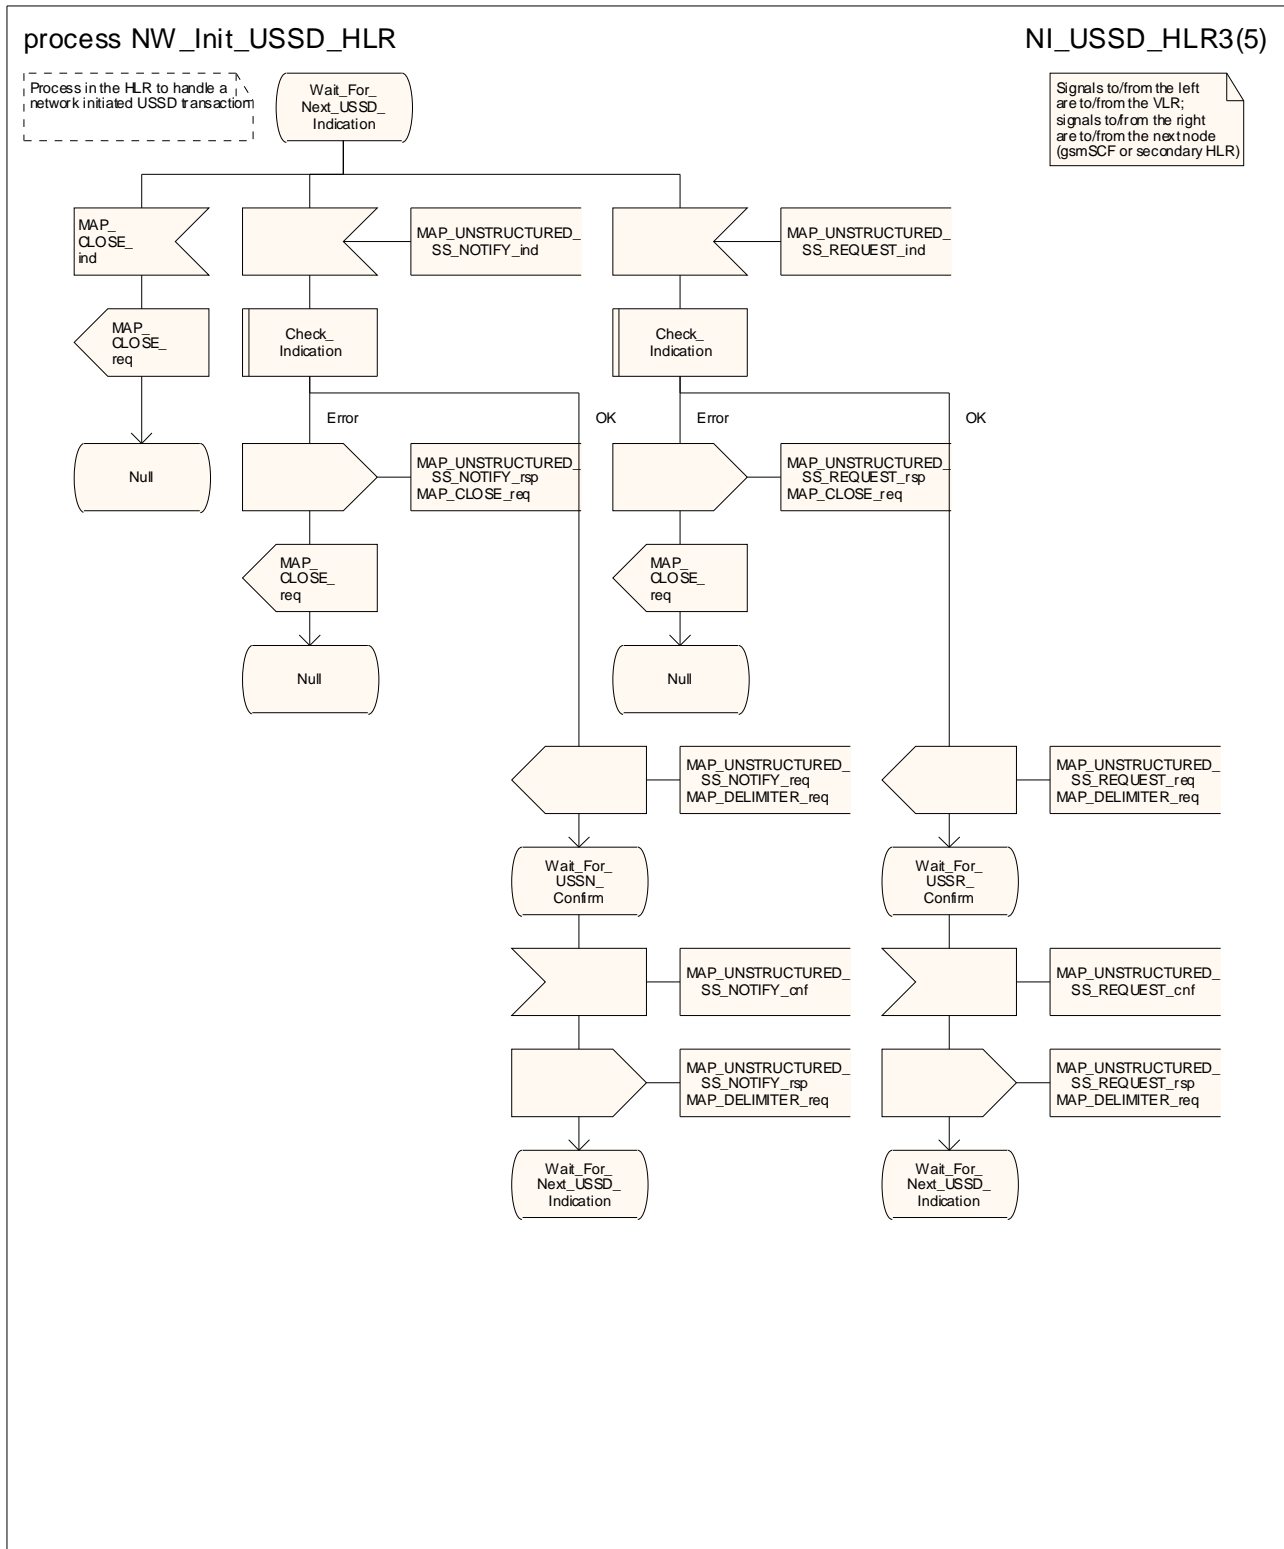 process NW_Init_USSD_HLR
NI_USSD_HLR3(5)
Process in the HLR to handle a
network initiated USSD transaction
Wait_For_
Next_USSD_
Indication
Signals to/from the left
are to/from the VLR;
signals to/from the right
are to/from the next node
(gsmSCF or secondary HLR)
MAP_
CLOSE_
ind
MAP_UNSTRUCTURED_
SS_NOTIFY_ind
MAP_UNSTRUCTURED_
SS_REQUEST_ind
MAP_
CLOSE_
req
Check_
Indication
Check_
Indication
Error
OK
Error
OK
Null
MAP_UNSTRUCTURED_
SS_NOTIFY_rsp
MAP_CLOSE_req
MAP_UNSTRUCTURED_
SS_REQUEST_rsp
MAP_CLOSE_req
MAP_
CLOSE_
req
MAP_
CLOSE_
req
Null
Null
MAP_UNSTRUCTURED_
SS_NOTIFY_req
MAP_DELIMITER_req
MAP_UNSTRUCTURED_
SS_REQUEST_req
MAP_DELIMITER_req
Wait_For_
USSN_
Confirm
Wait_For_
USSR_
Confirm
MAP_UNSTRUCTURED_
SS_NOTIFY_cnf
MAP_UNSTRUCTURED_
SS_REQUEST_cnf
MAP_UNSTRUCTURED_
SS_NOTIFY_rsp
MAP_DELIMITER_req
MAP_UNSTRUCTURED_
SS_REQUEST_rsp
MAP_DELIMITER_req
Wait_For_
Next_USSD_
Indication
Wait_For_
Next_USSD_
Indication